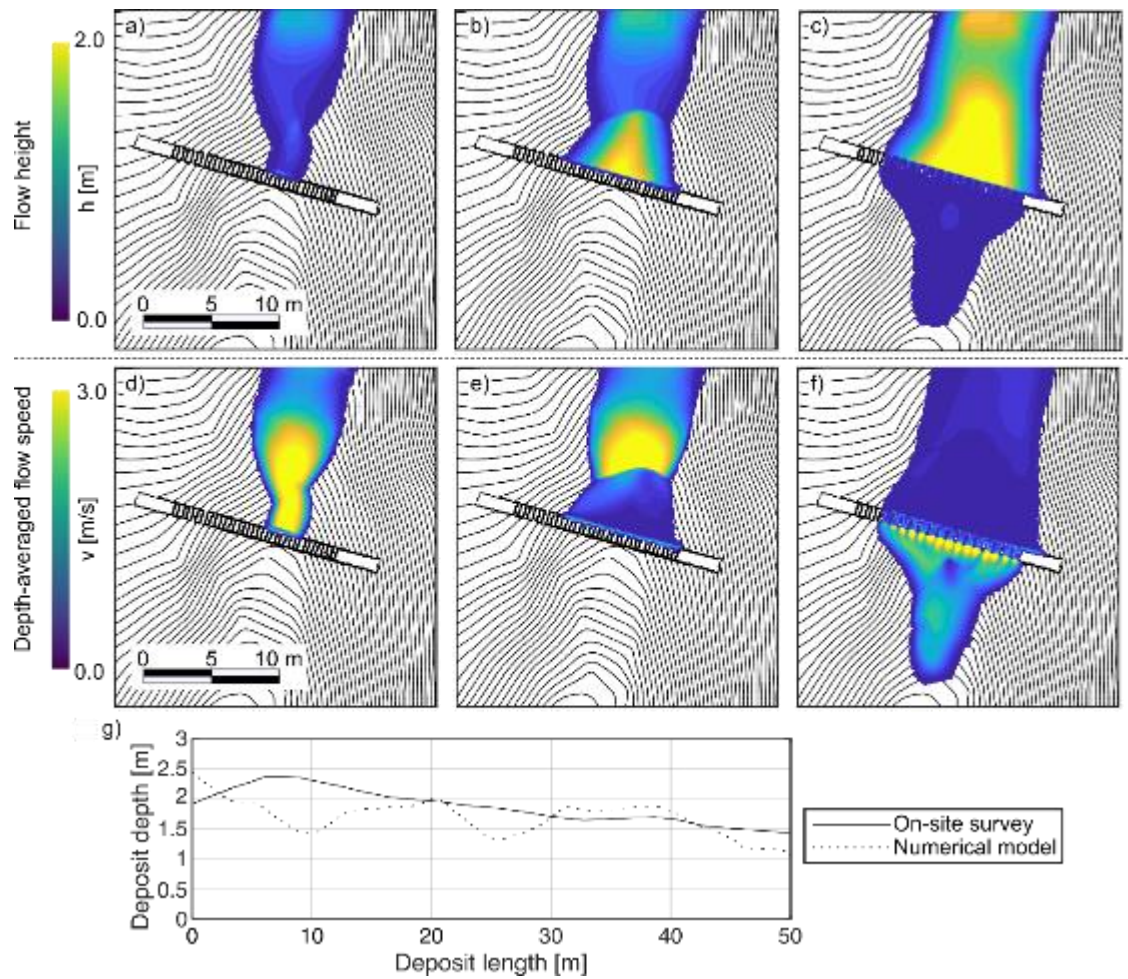 a)
b)
c)
2.0
Flow height
h [m]
0.0
0 5 10 m
d)
e)
f)
3.0
Depth-averaged flow speed
v [m/s]
0.0
0 5 10 m
g)
3
2.5
2
1.5
1
0.5
0
Deposit depth [m]
0 10 20 30 40 50
Deposit length [m]
On-site survey
Numerical model